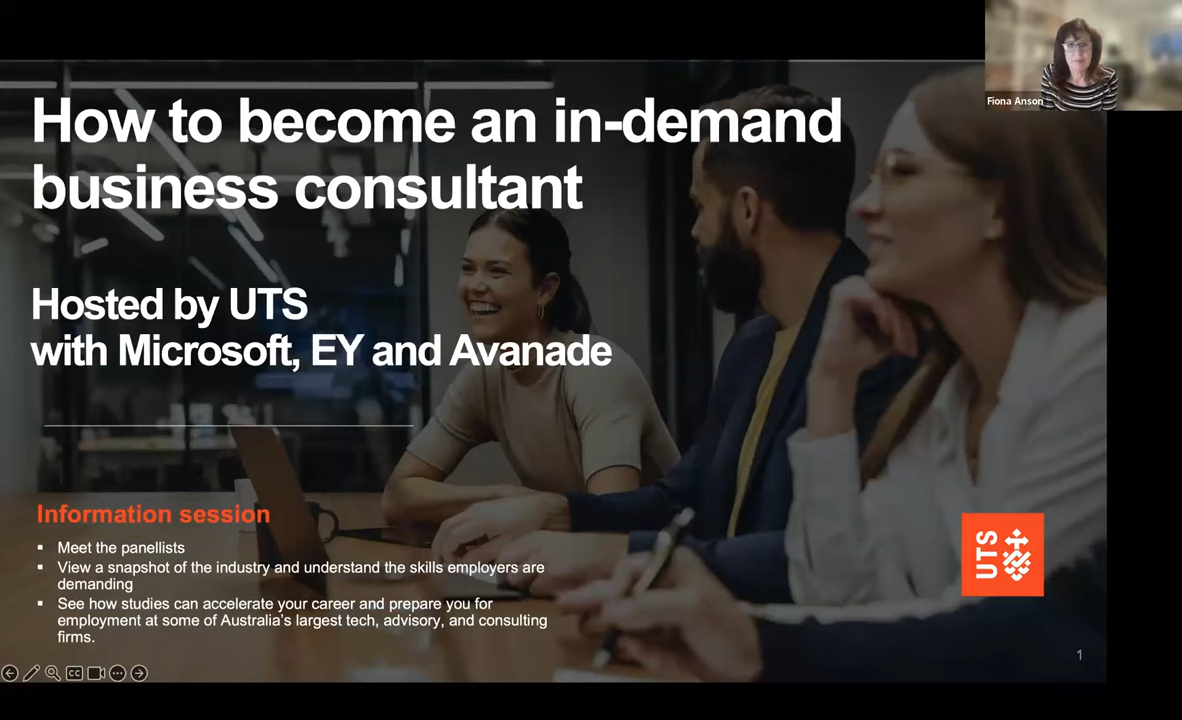 Fiona Anson
How to become an in-demand
business consultant
Hosted by UTS
with Microsoft, EY and Avanade
Information session
▪ Meet the panellists
▪ View a snapshot of the industry and understand the skills employers are
demanding
▪ See how studies can accelerate your career and prepare you for
employment at some of Australia's largest tech, advisory, and consulting
firms.
UTS
1
CC